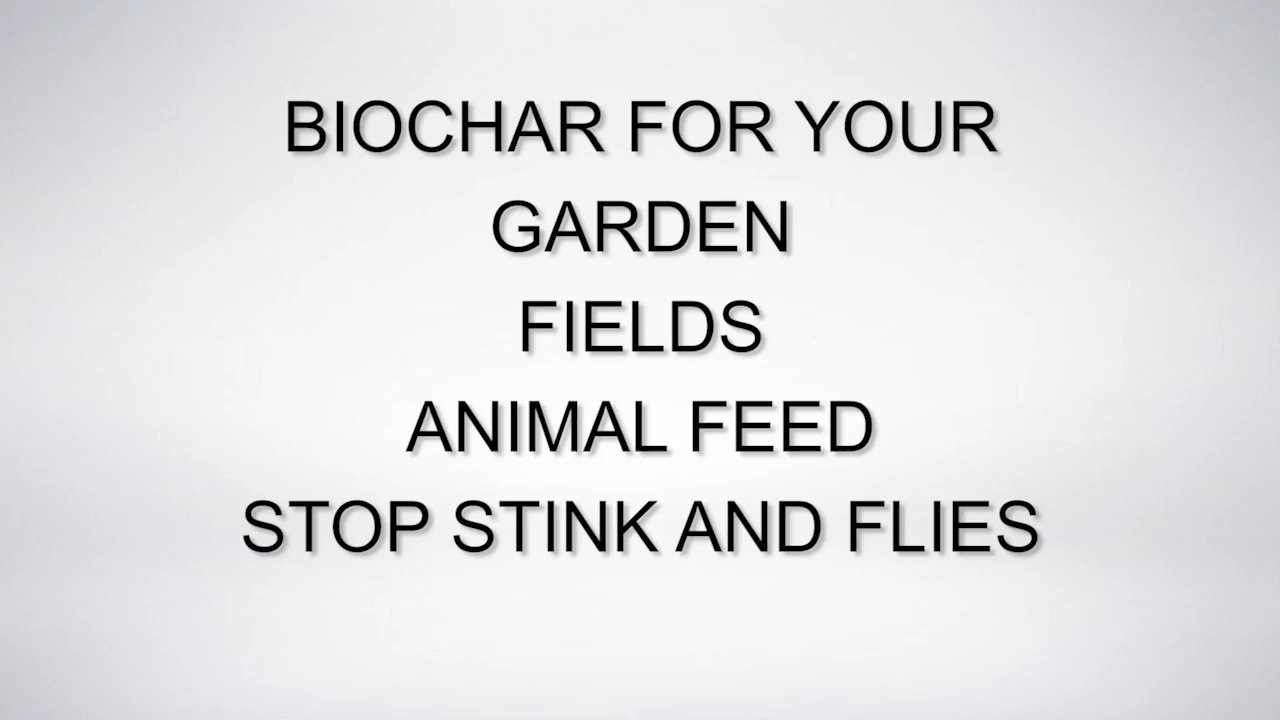 BIOCHAR FOR YOUR
GARDEN
FIELDS
ANIMAL FEED
STOP STINK AND FLIES